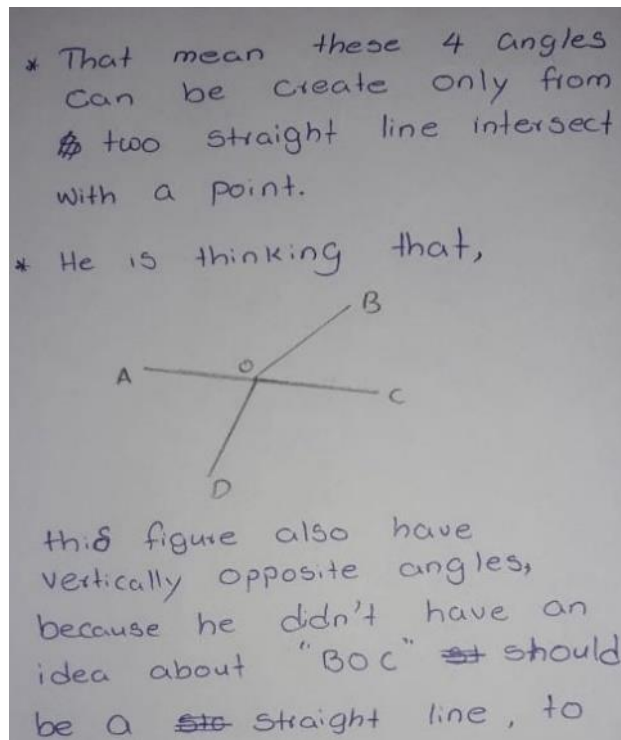 * That mean these 4 angles
can be create only from
two straight line intersect
with a point.
* He is thinking that,
B
A
O
C
D
this figure also have
vertically opposite angles,
because he didn't have an
idea about "BOC" should
be a straight line, to